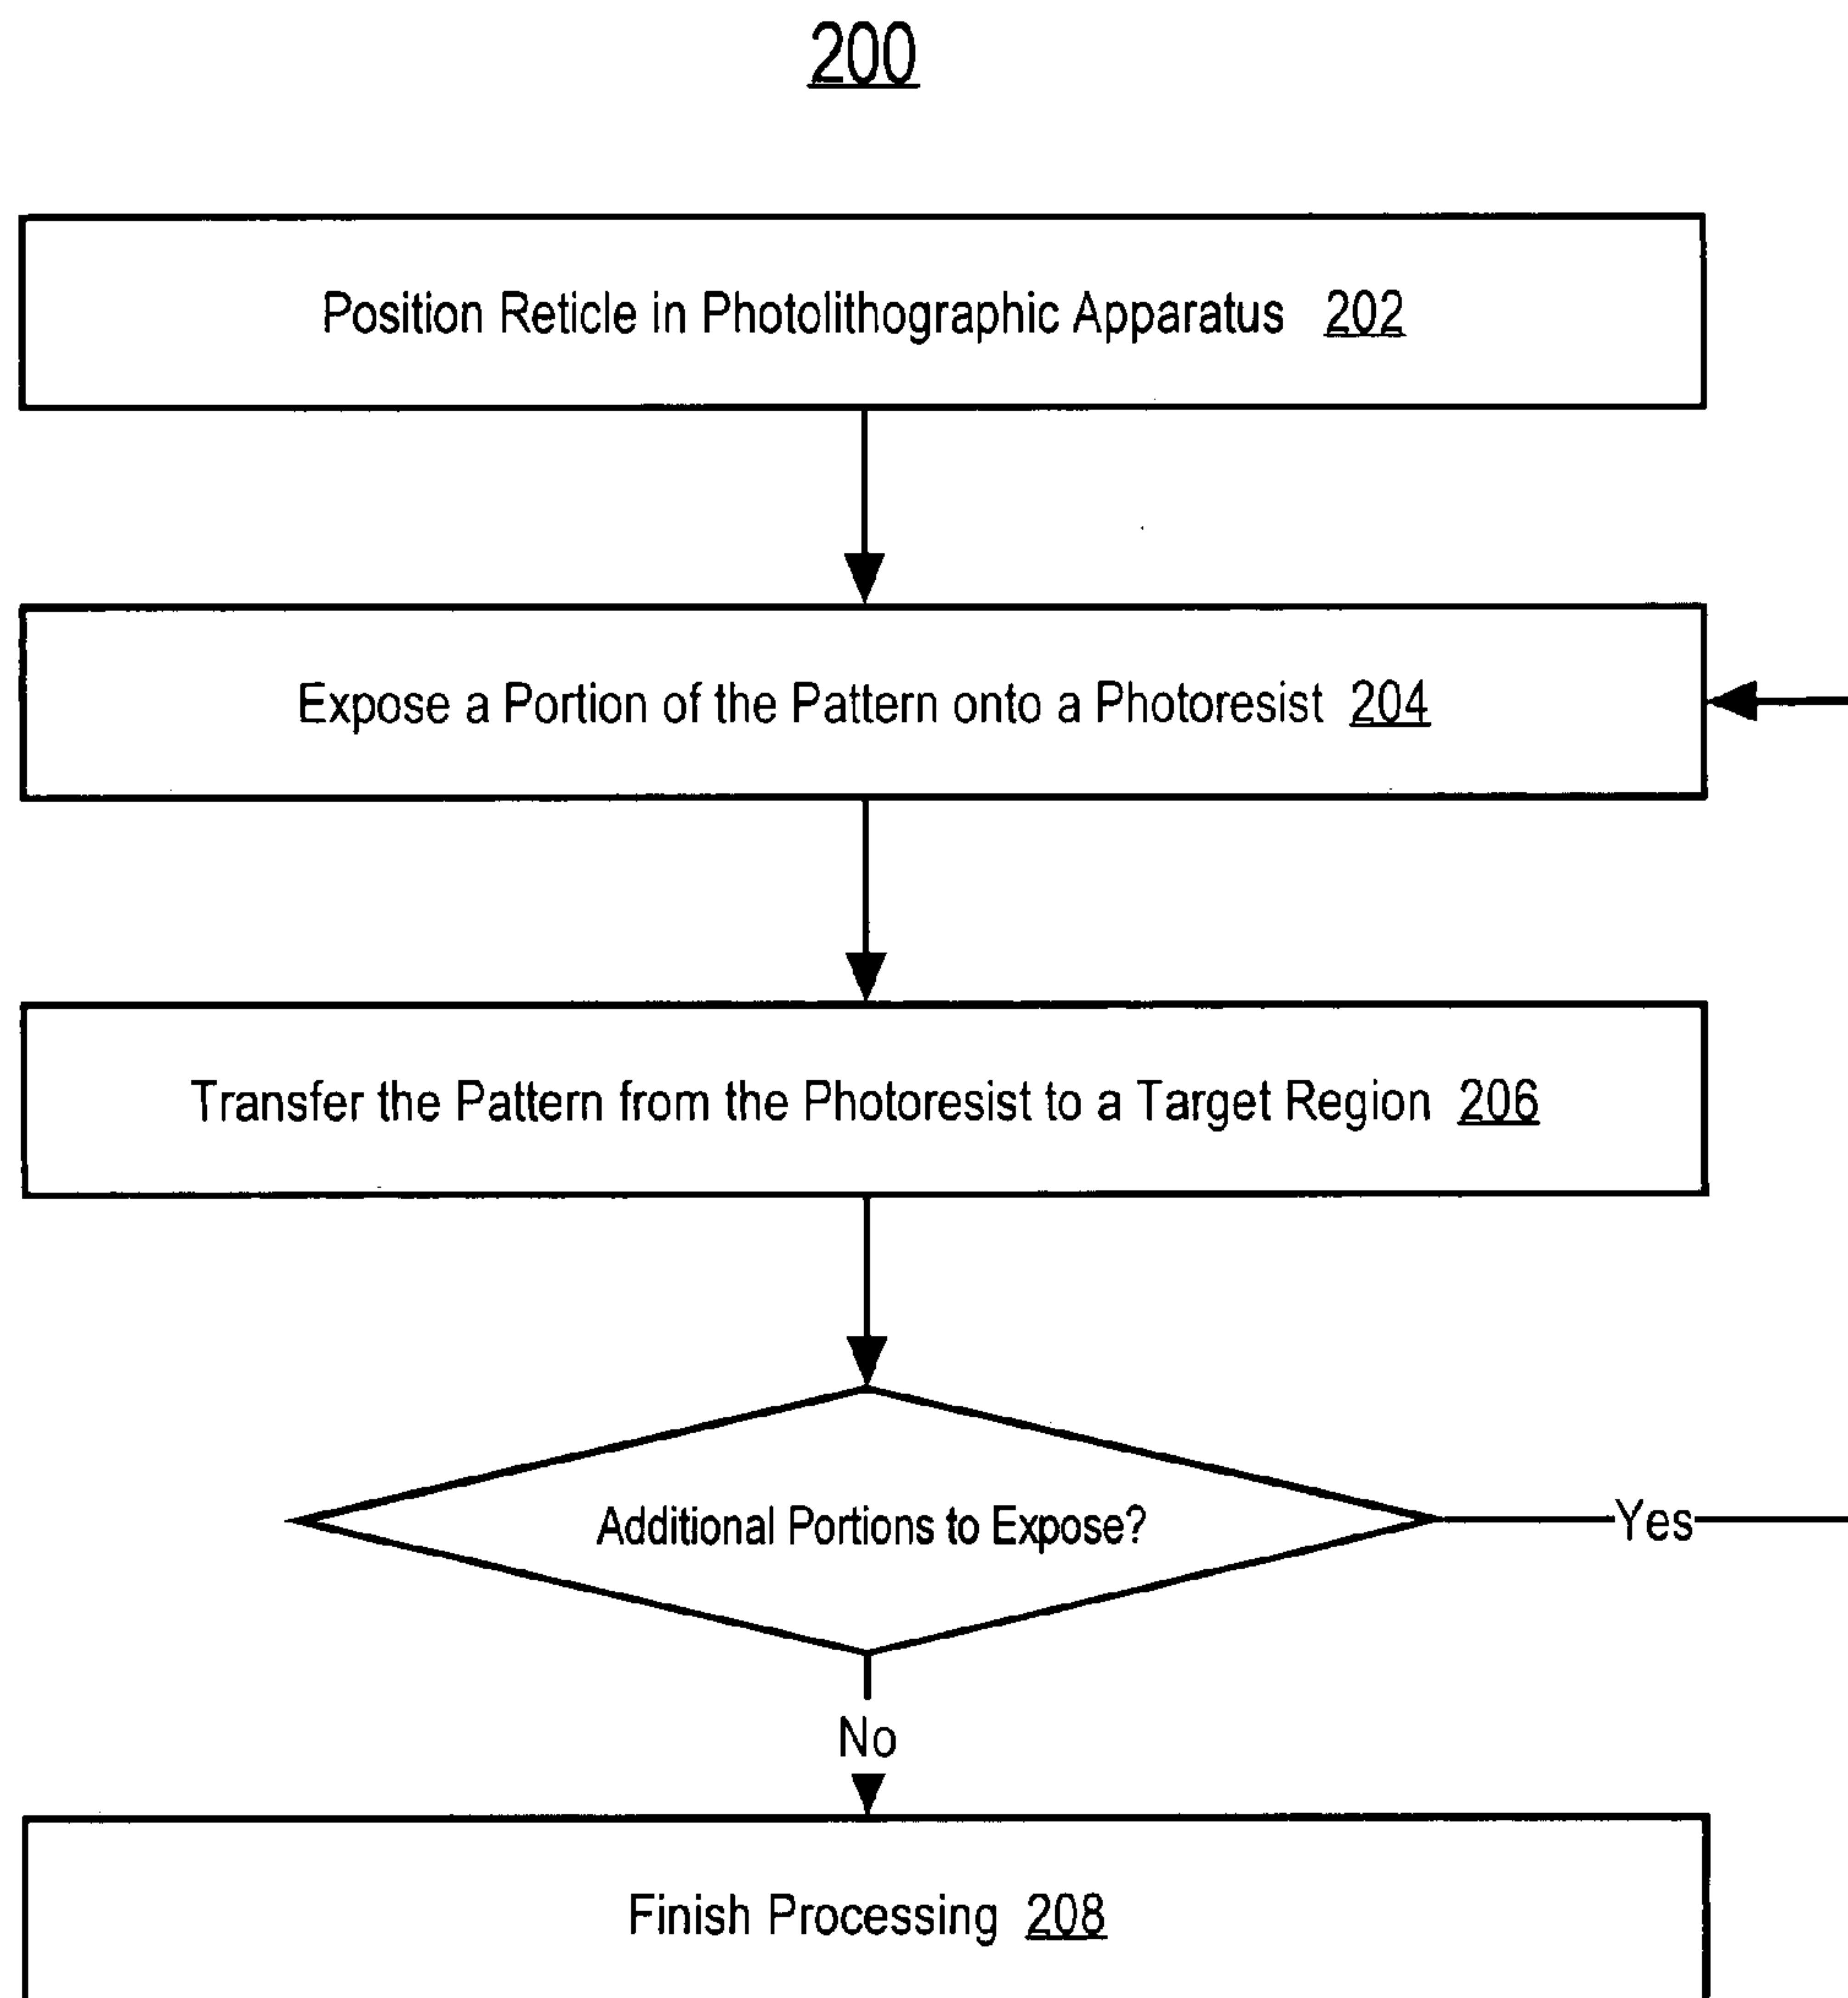 200
Position Reticle in Photolithographic Apparatus 202
Expose a Portion of the Pattern onto a Photoresist 204
Transfer the Pattern from the Photoresist to a Target Region 206
Additional Portions to Expose?
Yes
No
Finish Processing 208